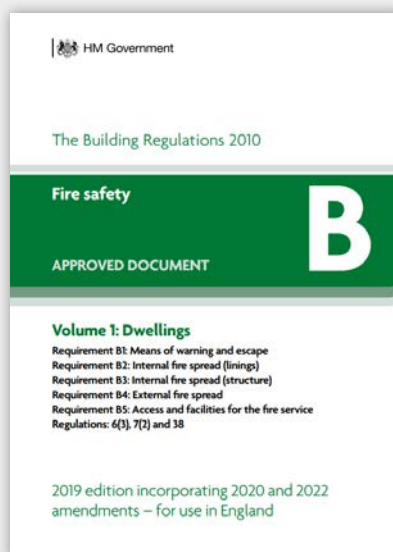 HM Government
The Building Regulations 2010
Fire safety
B
APPROVED DOCUMENT
Volume 1: Dwellings
Requirement B1: Means of warning and escape
Requirement B2: Internal fire spread (linings)
Requirement B3: Internal fire spread (structure)
Requirement B4: External fire spread
Requirement B5: Access and facilities for the fire service
Regulations: 6(3), 7(2) and 38
2019 edition incorporating 2020 and 2022
amendments – for use in England